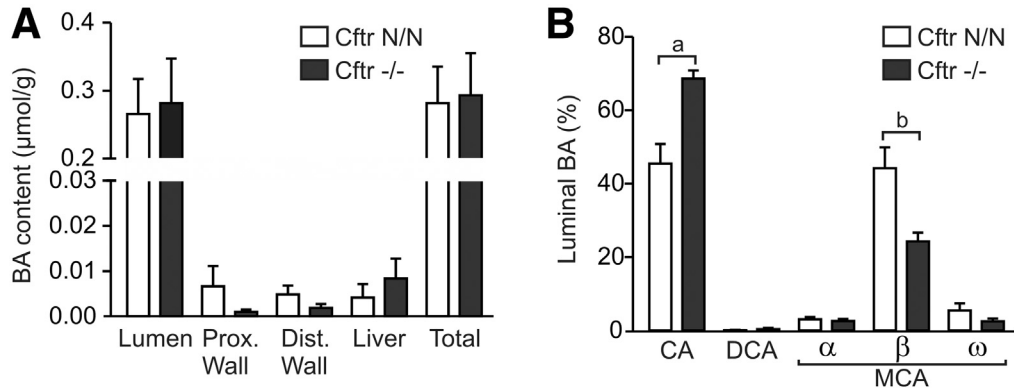 A
BA content (μmol/g)
0.4
0.3
0.2
0.03
0.02
0.01
0.00
Cftr N/N
Cftr -/-
Lumen Prox. Wall Dist. Wall Liver Total
B
Luminal BA (%)
80
60
40
20
0
Cftr N/N
Cftr -/-
a
b
CA DCA α β ω
MCA